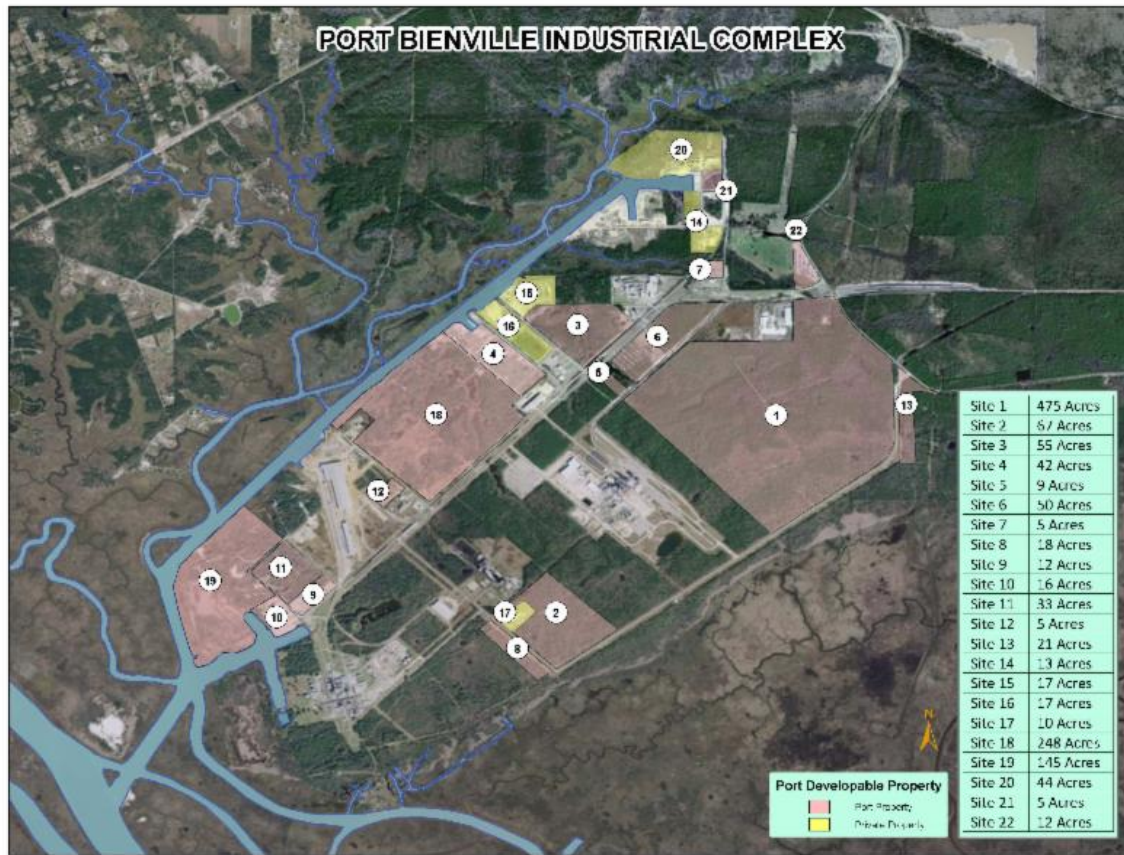 PORT BIENVILLE INDUSTRIAL COMPLEX
20
21
14
22
7
15
16
3
6
4
5
18
1
13
12
11
19
9
10
17
2
8
Site 1 475 Acres
Site 2 67 Acres
Site 3 55 Acres
Site 4 42 Acres
Site 5 9 Acres
Site 6 50 Acres
Site 7 5 Acres
Site 8 18 Acres
Site 9 12 Acres
Site 10 16 Acres
Site 11 33 Acres
Site 12 5 Acres
Site 13 21 Acres
Site 14 13 Acres
Site 15 17 Acres
Site 16 17 Acres
Site 17 10 Acres
Site 18 248 Acres
Site 19 145 Acres
Site 20 44 Acres
Site 21 5 Acres
Site 22 12 Acres
N
Port Developable Property
Port Property
Private Property